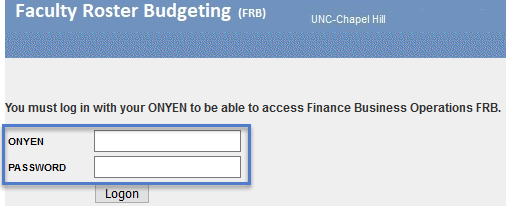 Faculty Roster Budgeting (FRB) UNC-Chapel Hill
You must log in with your ONYEN to be able to access Finance Business Operations FRB.
ONYEN
PASSWORD
Logon